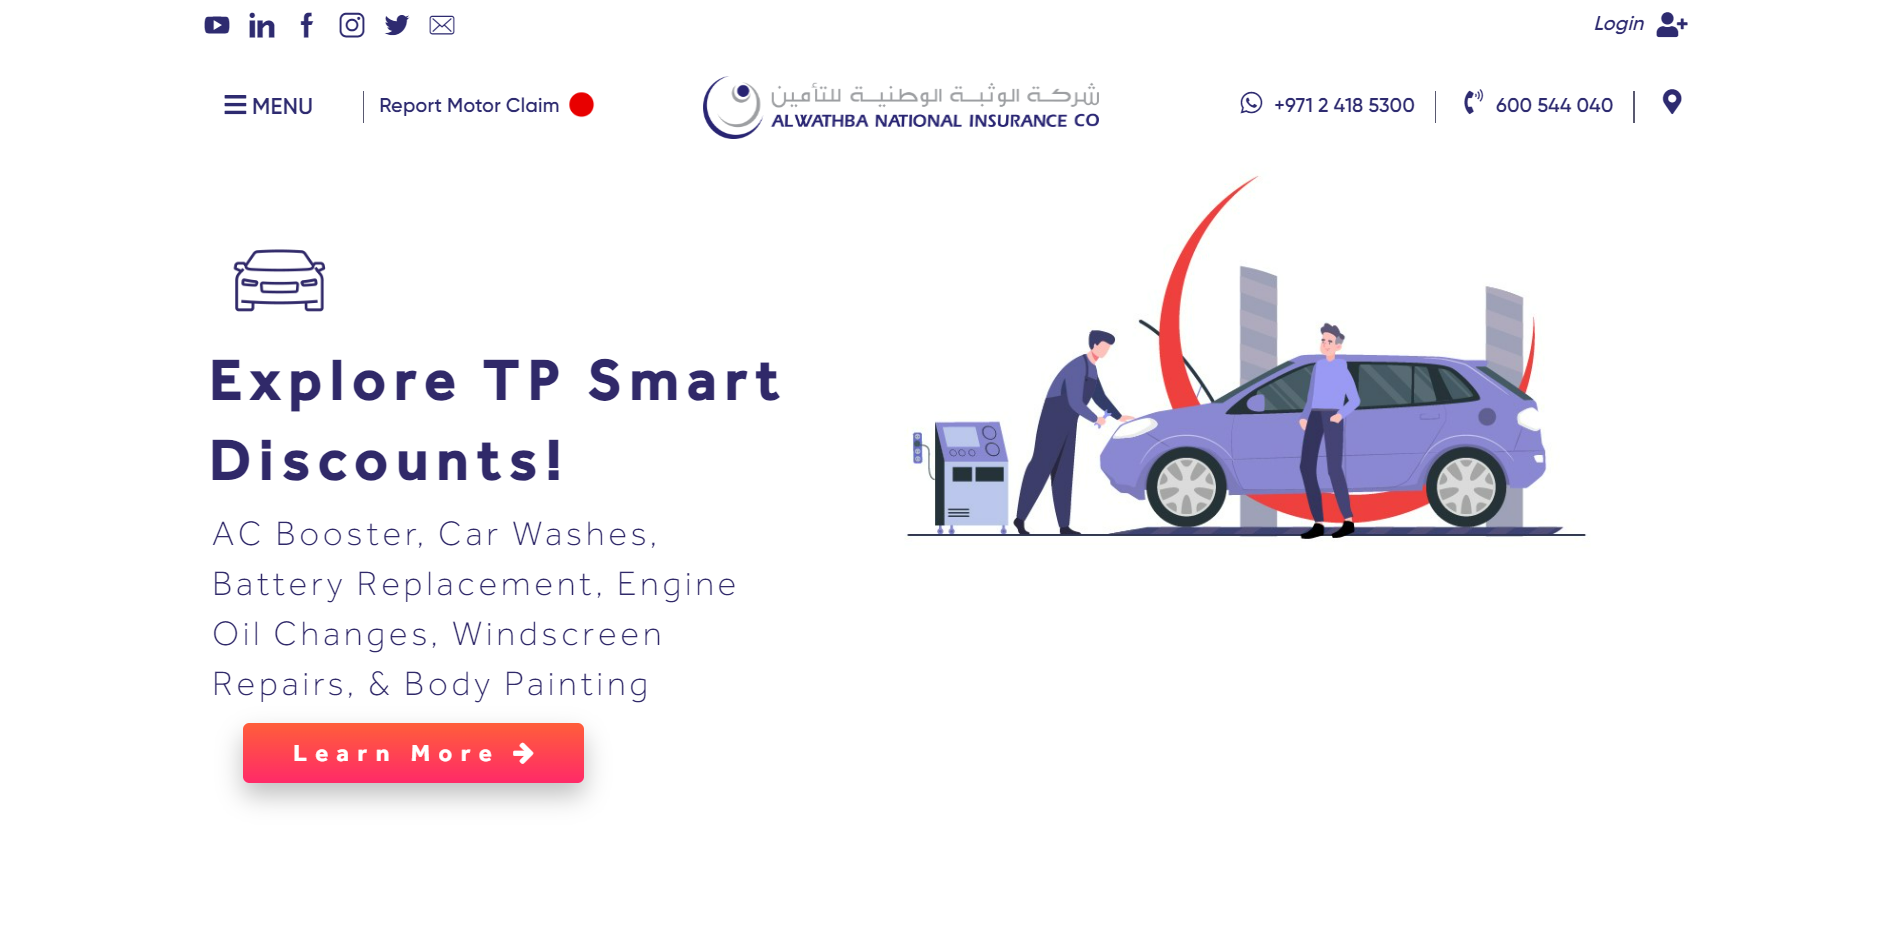 Login
MENU
Report Motor Claim
شركة الوثبة الوطنية للتأمين
ALWATHBA NATIONAL INSURANCE CO
+971 2 418 5300
600 544 040
Explore TP Smart
Discounts!
AC Booster, Car Washes,
Battery Replacement, Engine
Oil Changes, Windscreen
Repairs, & Body Painting
Learn More